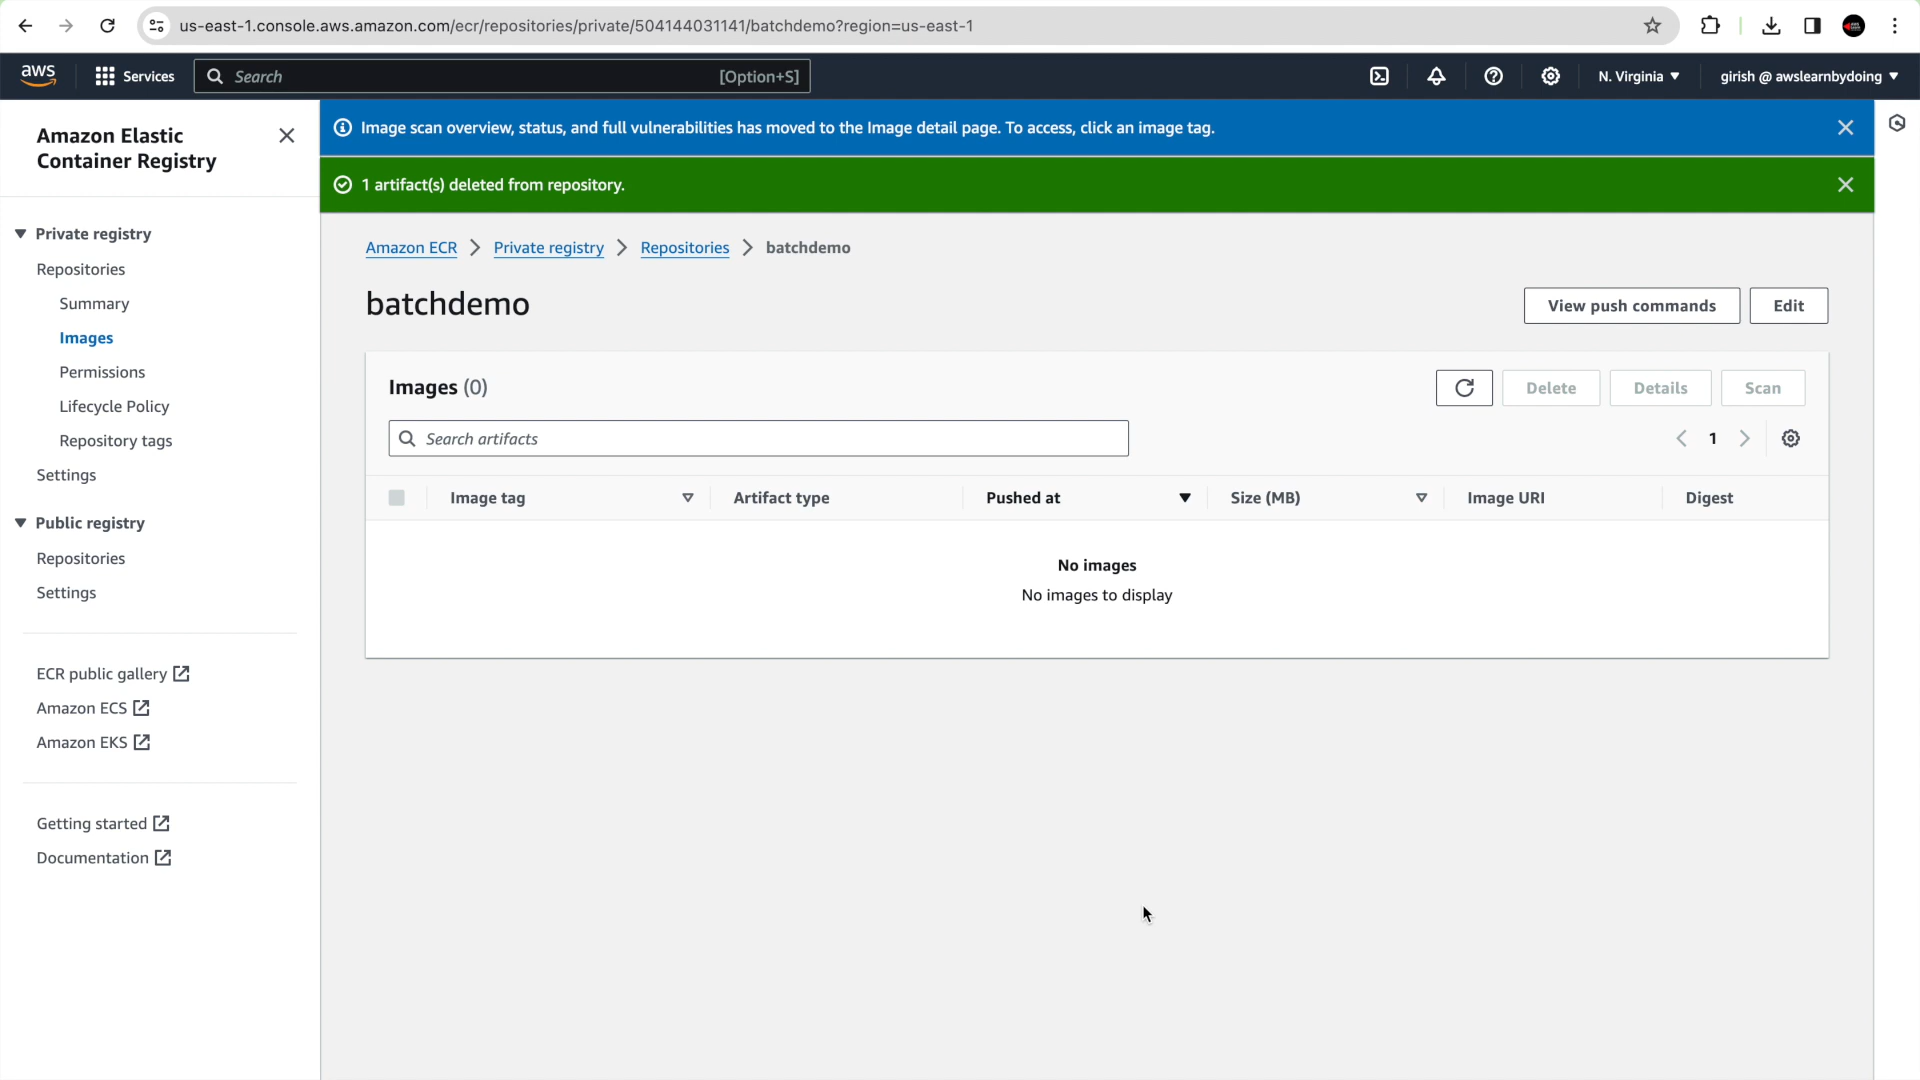 us-east-1.console.aws.amazon.com/ecr/repositories/private/504144031141/batchdemo?region=us-east-1
aws
Services
Search
[Option+S]
N. Virginia
girish @ awslearnbydoing
Amazon Elastic
Container Registry
Private registry
Repositories
Summary
Images
Permissions
Lifecycle Policy
Repository tags
Settings
Public registry
Repositories
Settings
ECR public gallery
Amazon ECS
Amazon EKS
Getting started
Documentation
Image scan overview, status, and full vulnerabilities has moved to the Image detail page. To access, click an image tag.
1 artifact(s) deleted from repository.
Amazon ECR > Private registry > Repositories > batchdemo
batchdemo
View push commands
Edit
Images (0)
Delete
Details
Scan
Search artifacts
1
Image tag
Artifact type
Pushed at
Size (MB)
Image URI
Digest
No images
No images to display